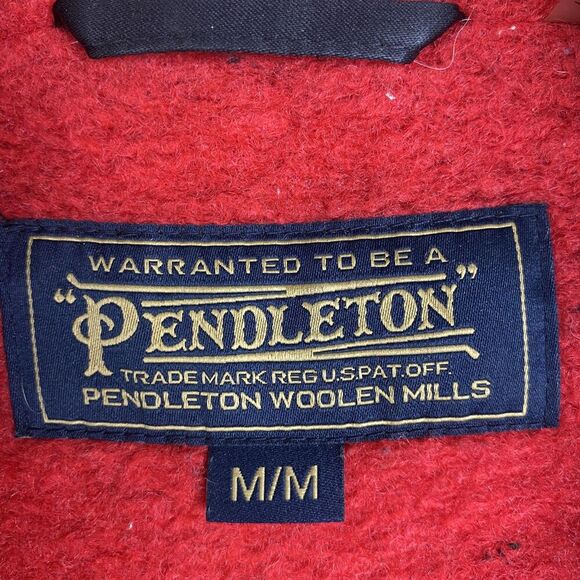 WARRANTED TO BE A
"PENDLETON"
TRADE MARK REG U.S. PAT. OFF.
PENDLETON WOOLEN MILLS
M/M